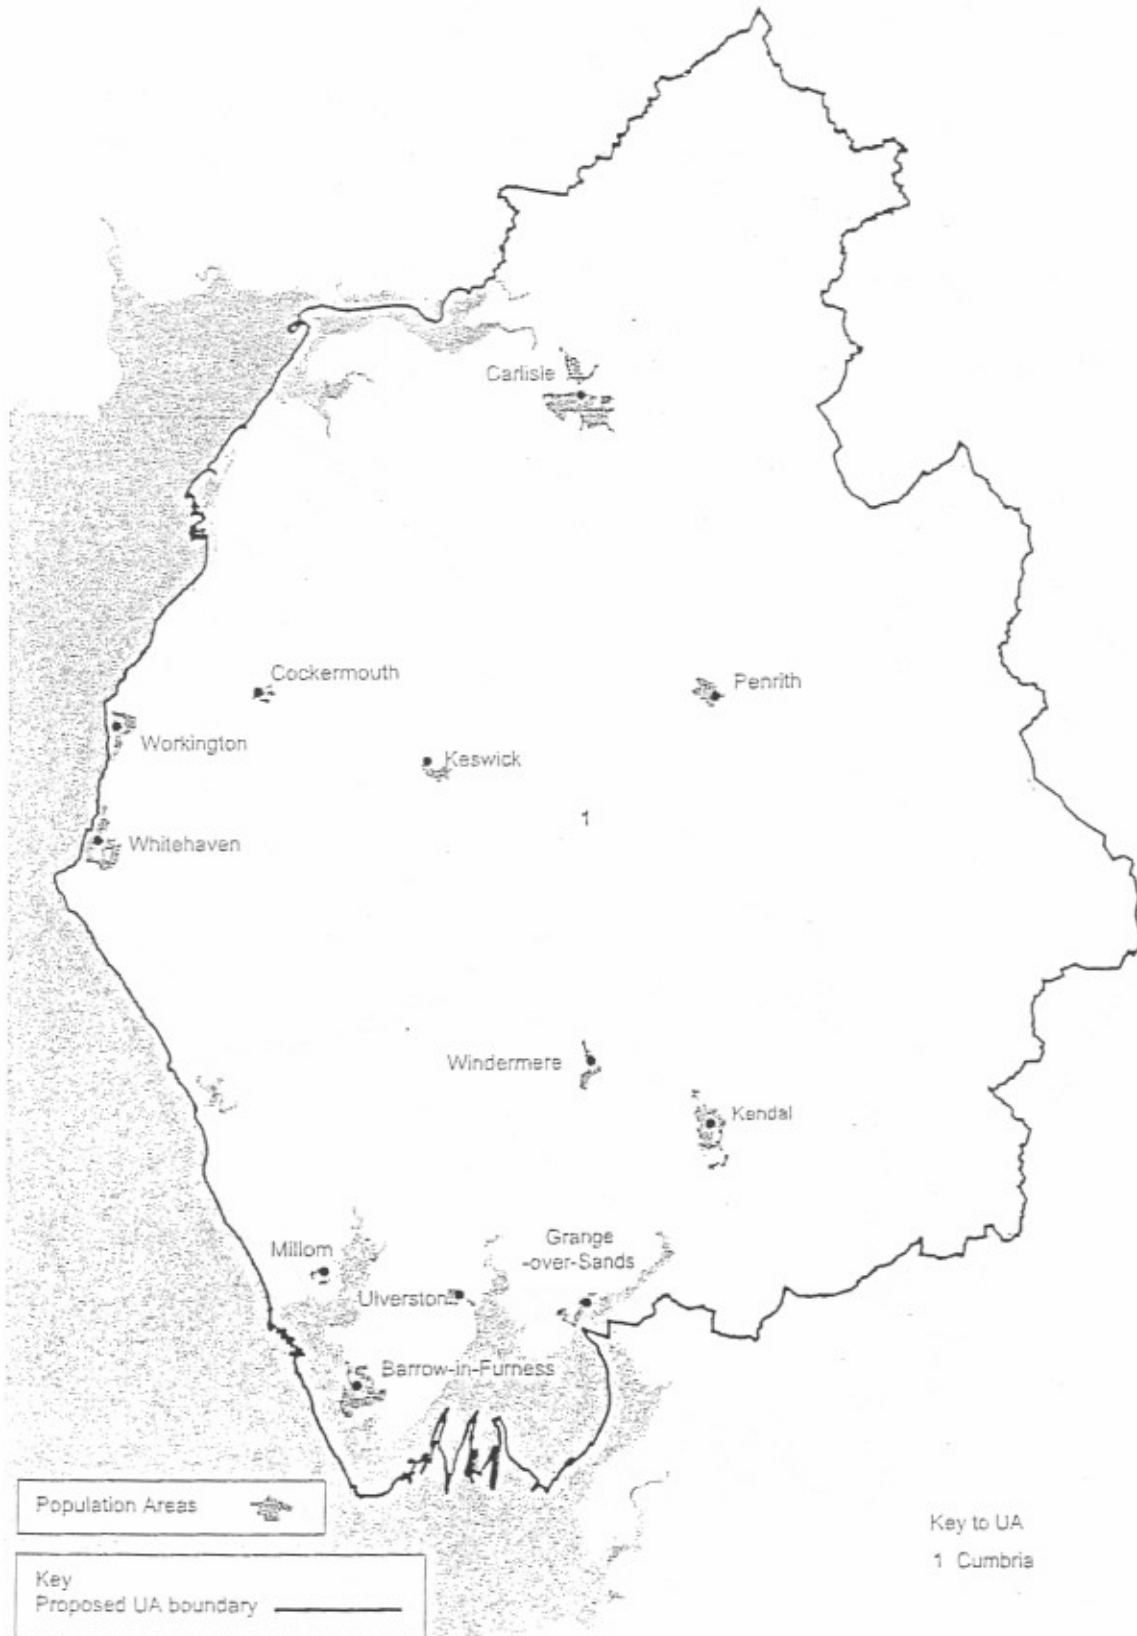 Carlisle
Cockermouth
Penrith
Workington
Keswick
1
Whitehaven
Windermere
Kendal
Grange
-over-Sands
Millom
Ulverston
Barrow-in-Furness
Population Areas
Key to UA
1 Cumbria
Key
Proposed UA boundary